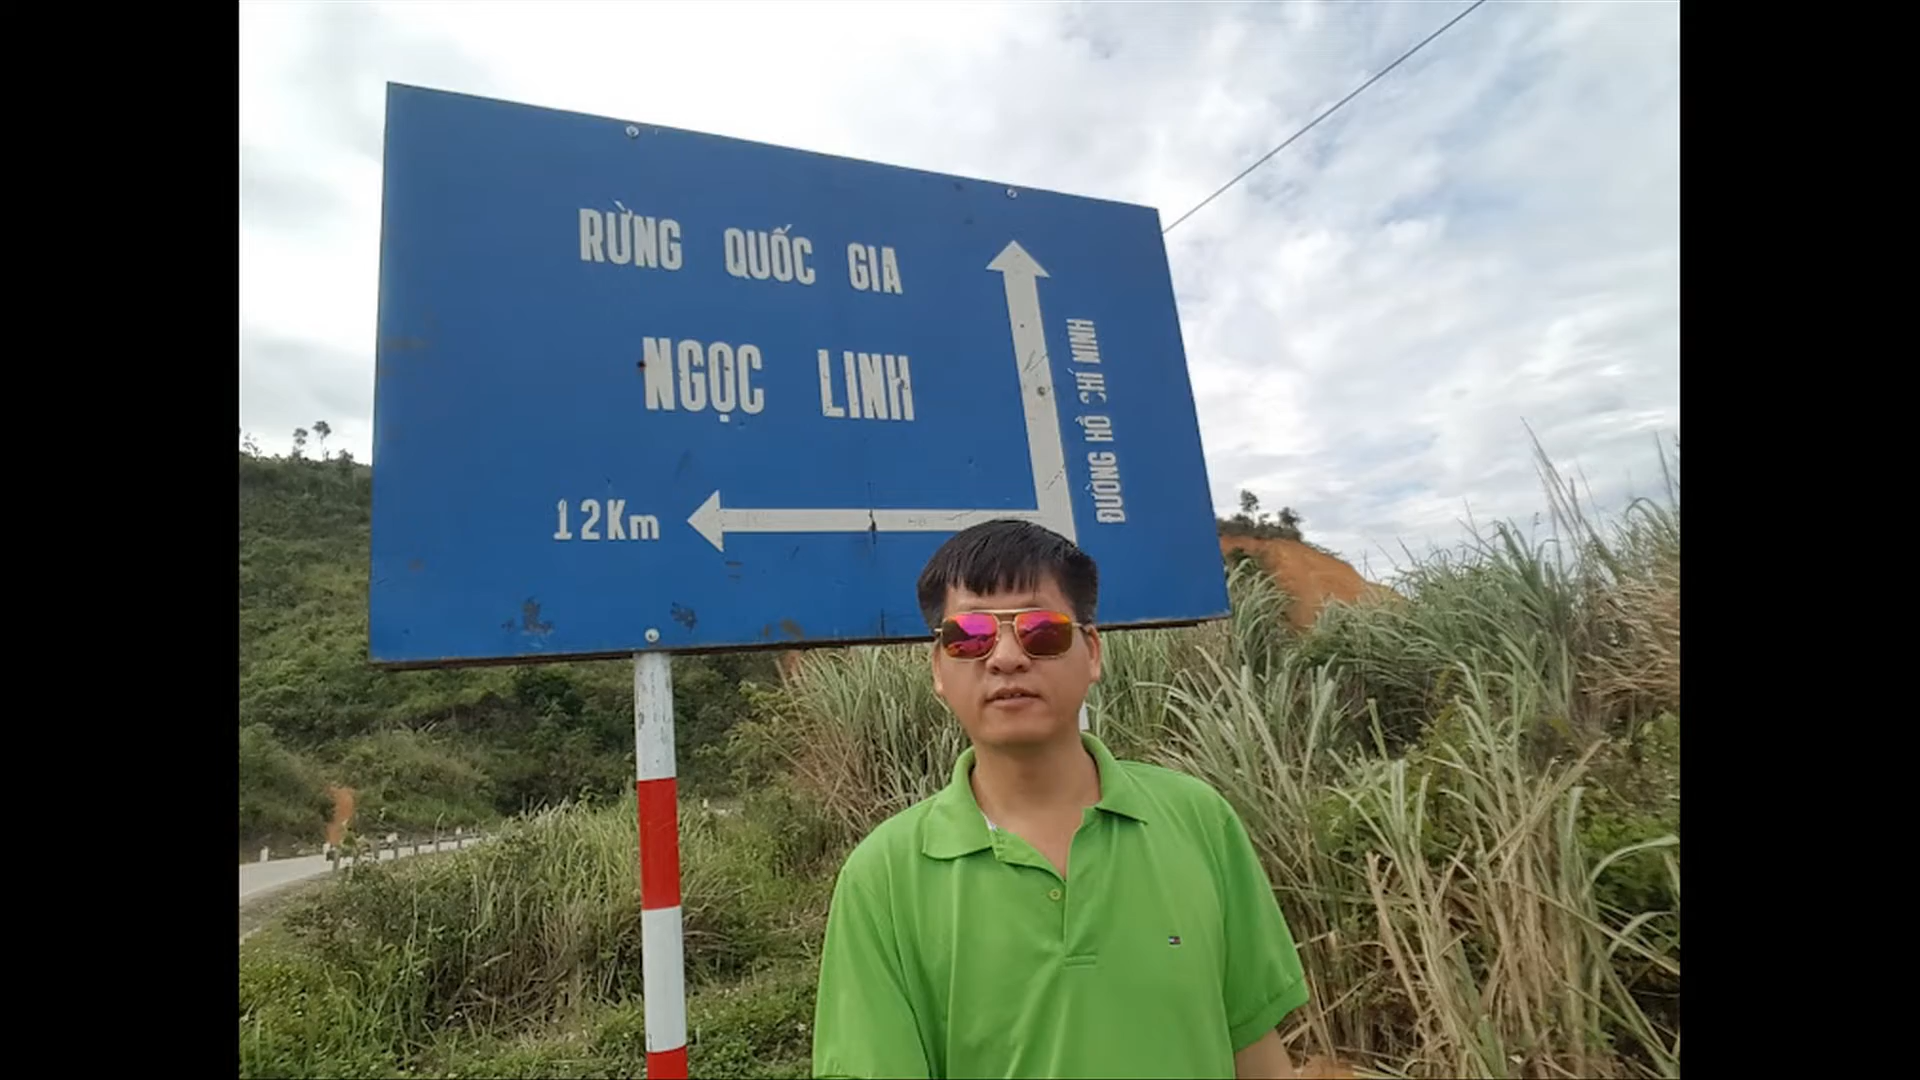 RỪNG QUỐC GIA
NGỌC LINH
12Km
ĐƯỜNG HỒ CHÍ MINH